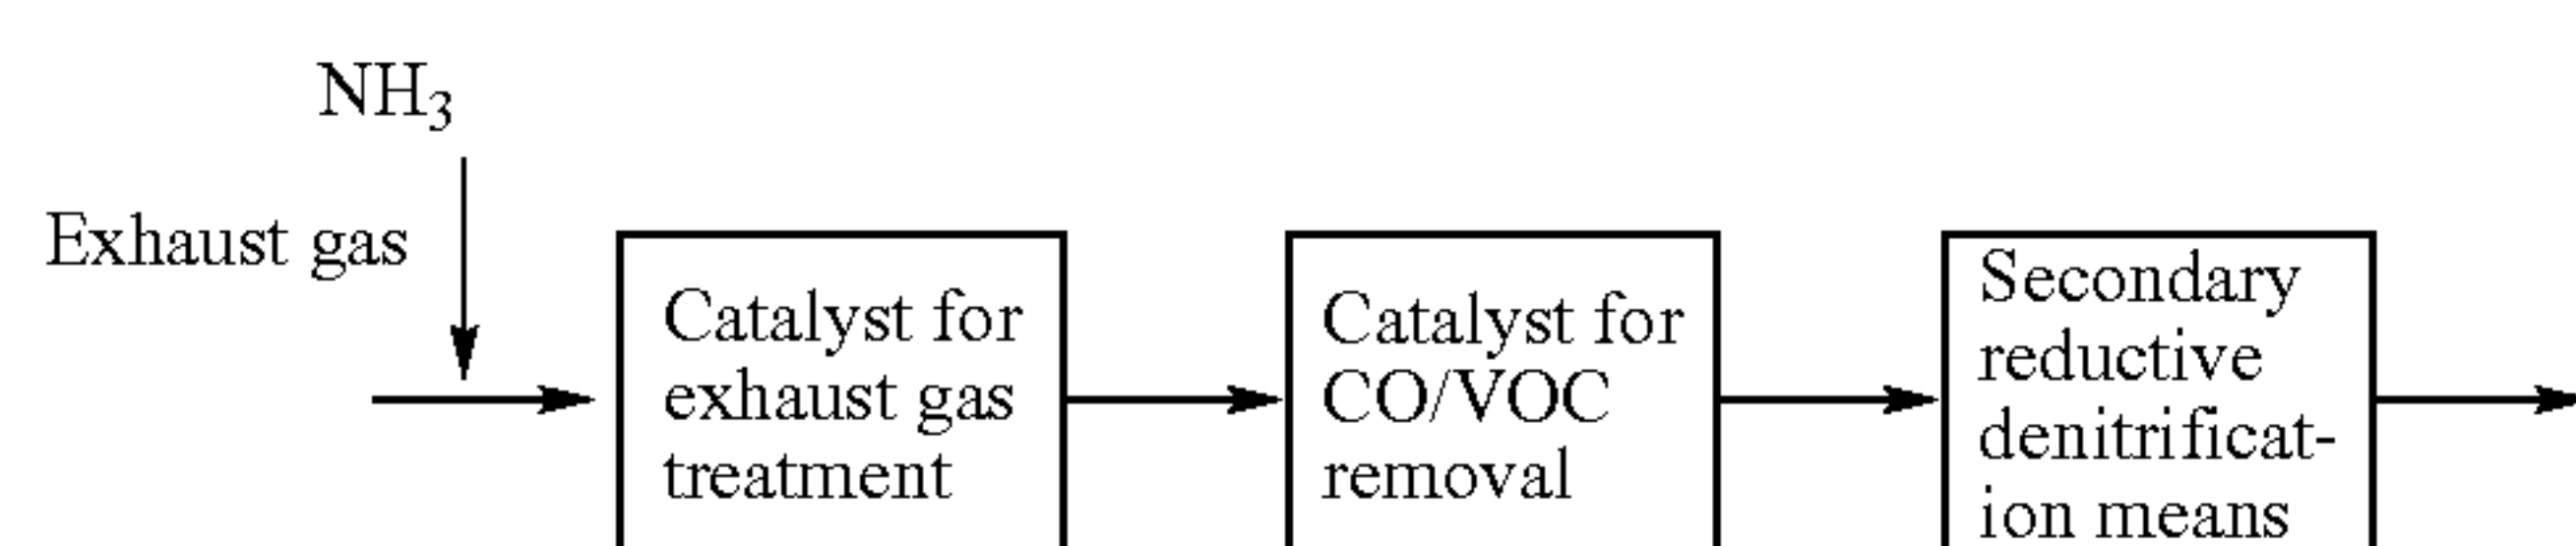 NH₃
Exhaust gas
Catalyst for
exhaust gas
treatment
Catalyst for
CO/VOC
removal
Secondary
reductive
denitrificat-
ion means